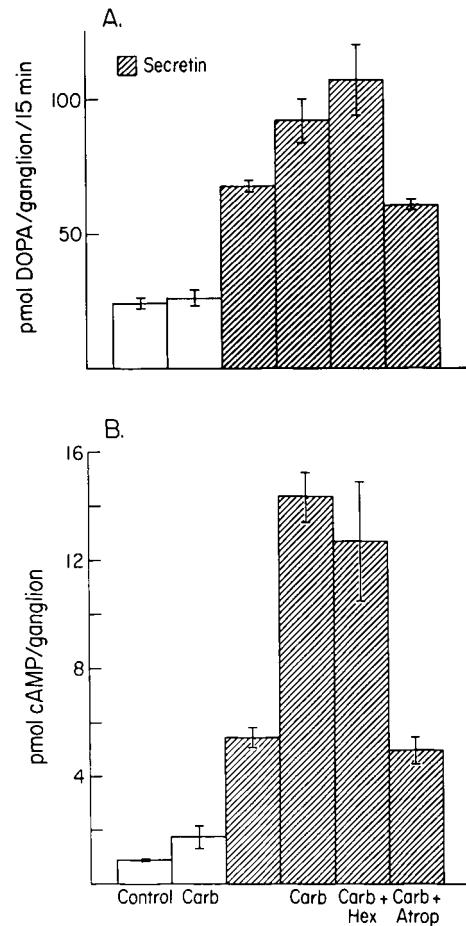 A.
Secretin
100
50
pmol DOPA/ganglion/15 min
B.
16
12
8
4
pmol cAMP/ganglion
Control Carb Carb Carb + Carb +
Hex Atrop